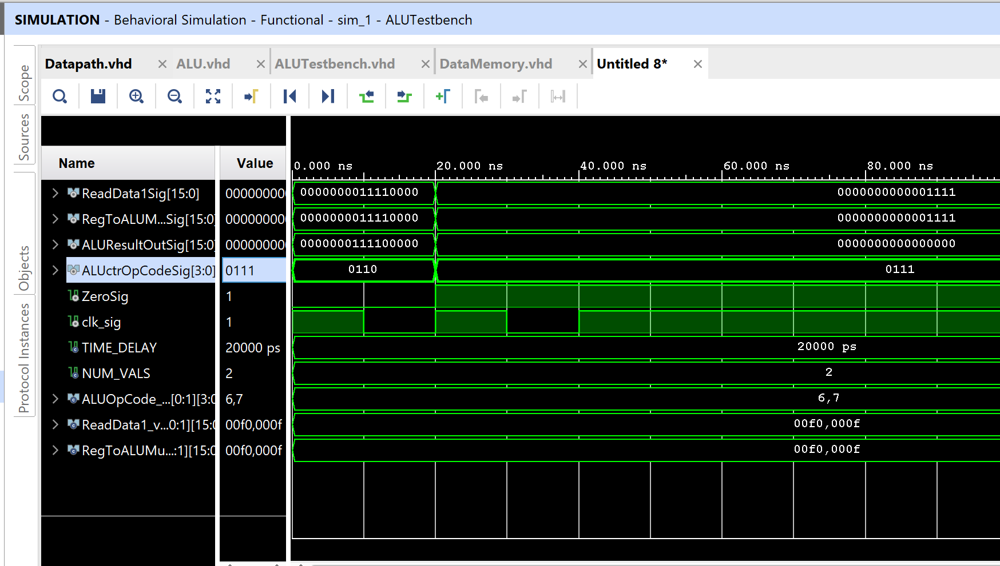 SIMULATION - Behavioral Simulation - Functional - sim_1 - ALUTestbench
Scope
Sources
Objects
Protocol Instances
Datapath.vhd
ALU.vhd
ALUTestbench.vhd
DataMemory.vhd
Untitled 8*
Name Value
0.000 ns 20.000 ns 40.000 ns 60.000 ns 80.000 ns
ReadData1Sig[15:0] 000000000 0000000011110000 0000000000001111
RegToALUM...Sig[15:0] 000000000 0000000011110000 0000000000001111
ALUResultOutSig[15:0] 000000000 0000000111100000 0000000000000000
ALUctrOpCodeSig[3:0] 0111 0110 0111
ZeroSig 1
clk_sig 1
TIME_DELAY 20000 ps 20000 ps
NUM_VALS 2 2
ALUOpCode_...[0:1][3:0 6,7 6,7
ReadData1_v...0:1][15:0 00f0,000f 00f0,000f
RegToALUMu...:1][15:0 00f0,000f 00f0,000f